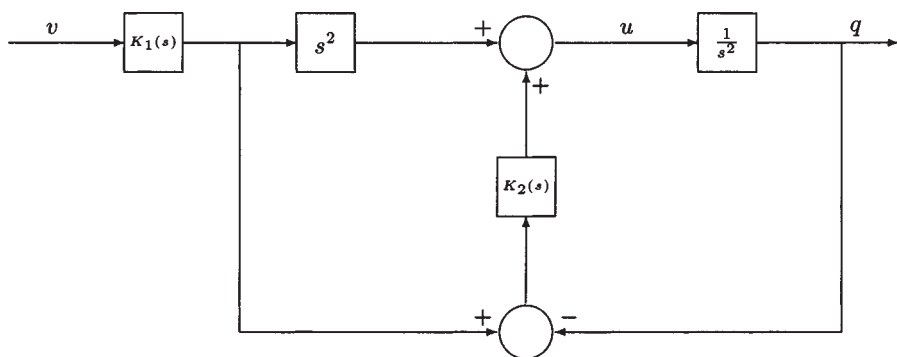 v
K₁(s)
s²
+
u
1/s²
q
+
K₂(s)
+
−